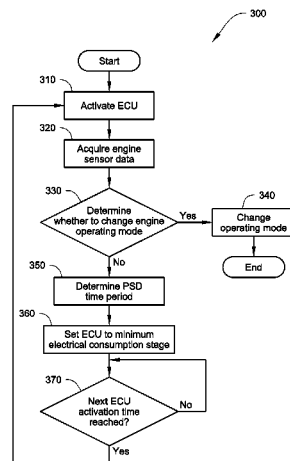 300
Start
310
Activate ECU
320
Acquire engine
sensor data
330
Determine
whether to change engine
operating mode
Yes
340
Change
operating mode
End
No
350
Determine PSD
time period
360
Set ECU to minimum
electrical consumption stage
370
Next ECU
activation time
reached?
No
Yes